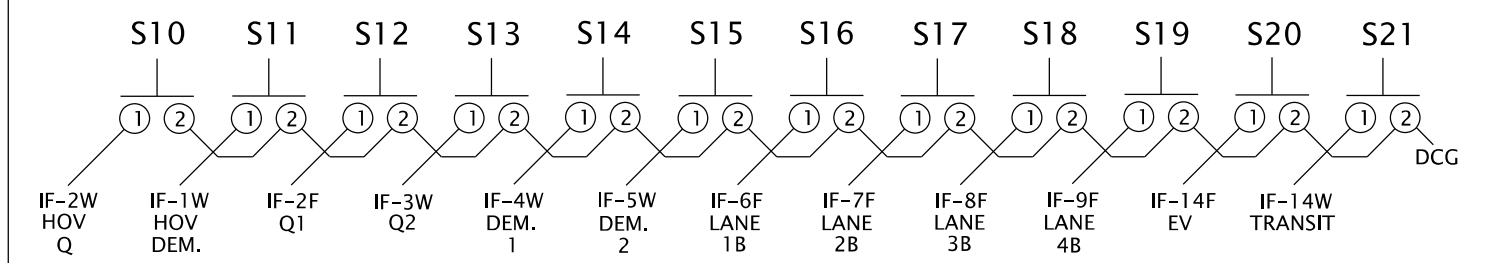 S10 S11 S12 S13 S14 S15 S16 S17 S18 S19 S20 S21
1 2 1 2 1 2 1 2 1 2 1 2 1 2 1 2 1 2 1 2 1 2 1 2
DCG
IF-2W IF-1W IF-2F IF-3W IF-4W IF-5W IF-6F IF-7F IF-8F IF-9F IF-14F IF-14W
HOV HOV Q1 Q2 DEM. DEM. LANE LANE LANE LANE EV TRANSIT
Q DEM. 1 2 1B 2B 3B 4B